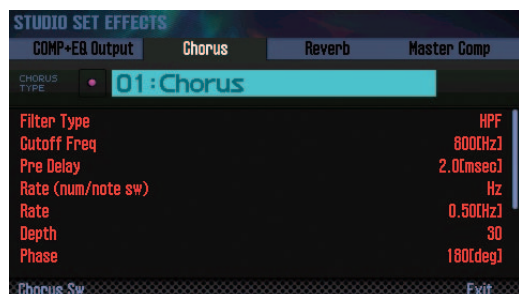 STUDIO SET EFFECTS
COMP+EQ Output Chorus Reverb Master Comp
CHORUS TYPE 01:Chorus
Filter Type HPF
Cutoff Freq 800[Hz]
Pre Delay 2.0[msec]
Rate (num/note sw) Hz
Rate 0.50[Hz]
Depth 30
Phase 180[deg]
Chorus Sw Exit